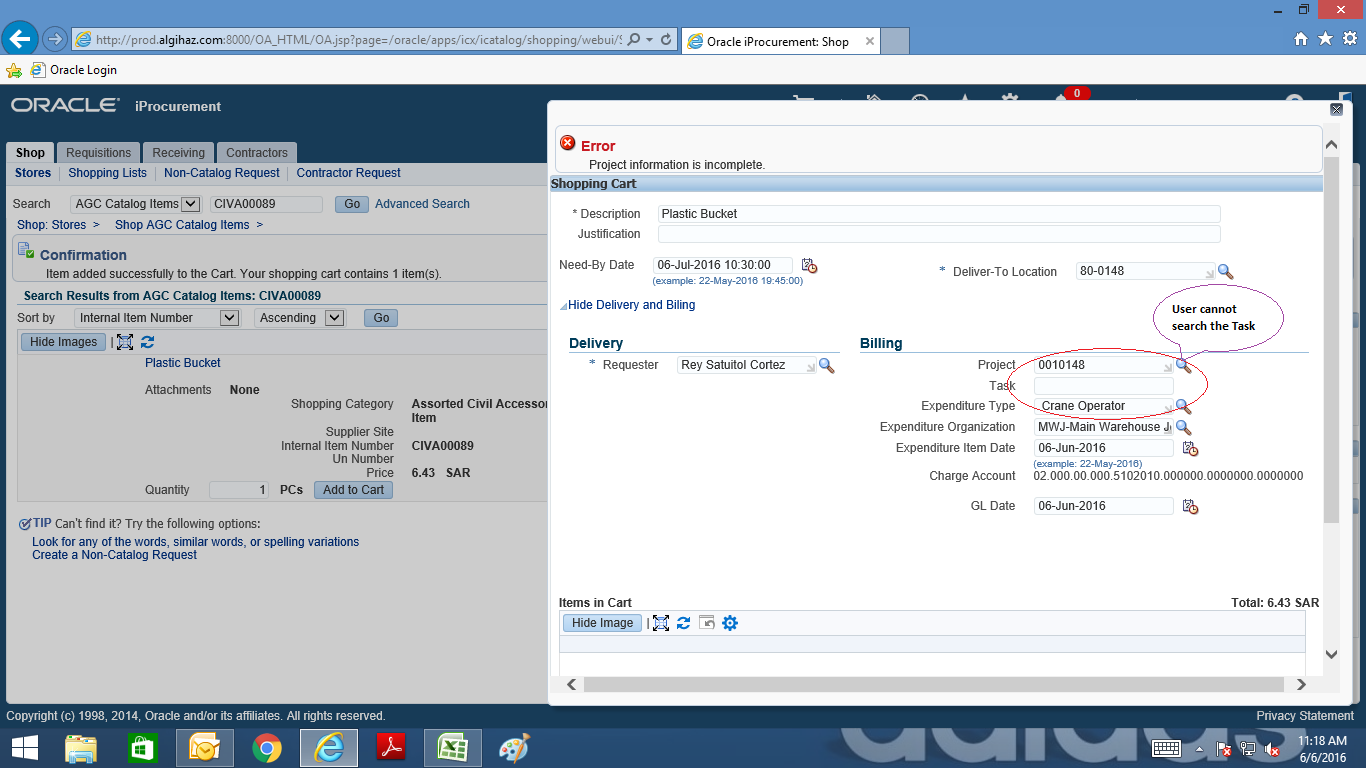 http://prod.algihaz.com:8000/OA_HTML/OA.jsp?page=/oracle/apps/icx/icatalog/shopping/webui/
Oracle iProcurement: Shop
Oracle Login
ORACLE iProcurement
0
Shop Requisitions Receiving Contractors
Stores | Shopping Lists | Non-Catalog Request Contractor Request
Search AGC Catalog Items CIVA00089 Go Advanced Search
Shop: Stores > Shop AGC Catalog Items >
Confirmation
Item added successfully to the Cart. Your shopping cart contains 1 item(s).
Search Results from AGC Catalog Items: CIVA00089
Sort by Internal Item Number Ascending Go
Hide Images
Plastic Bucket
Attachments None
Shopping Category Assorted Civil Accessor
Item
Supplier Site
Internal Item Number CIVA00089
Un Number
Price 6.43 SAR
Quantity 1 PCs Add to Cart
TIP Can't find it? Try the following options:
Look for any of the words, similar words, or spelling variations
Create a Non-Catalog Request
Error
Project information is incomplete.
Shopping Cart
* Description Plastic Bucket
Justification
Need-By Date 06-Jul-2016 10:30:00
(example: 22-May-2016 19:45:00)
* Deliver-To Location 80-0148
Hide Delivery and Biling
User cannot
search the Task
Delivery
* Requester Rey Satuitol Cortez
Billing
Project 0010148
Task
Expenditure Type Crane Operator
Expenditure Organization MWJ-Main Warehouse J
Expenditure Item Date 06-Jun-2016
(example: 22-May-2016)
Charge Account 02.000.00.000.5102010.000000.0000000.0000000
GL Date 06-Jun-2016
Items in Cart Total: 6.43 SAR
Hide Image
Copyright (c) 1998, 2014, Oracle and/or its affiliates. All rights reserved. Privacy Statement
adidas
11:18 AM
6/6/2016